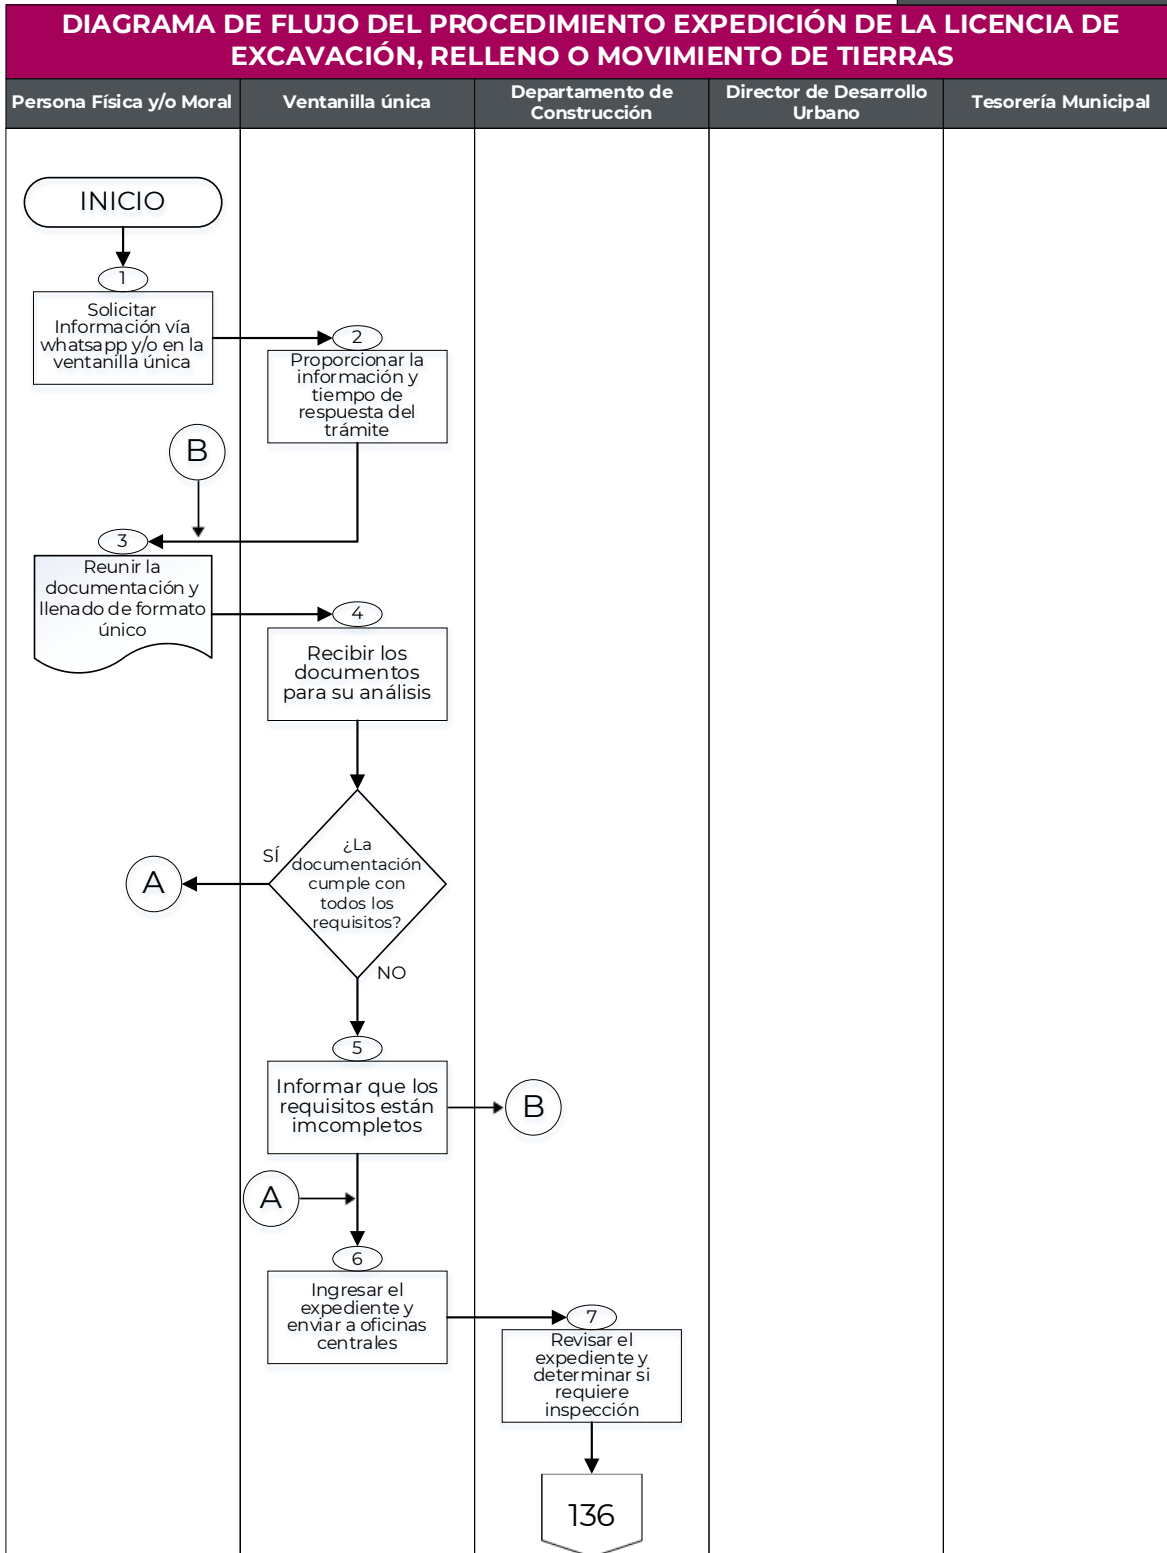 DIAGRAMA DE FLUJO DEL PROCEDIMIENTO EXPEDICIÓN DE LA LICENCIA DE
EXCAVACIÓN, RELLENO O MOVIMIENTO DE TIERRAS
Persona Física y/o Moral
Ventanilla única
Departamento de
Construcción
Director de Desarrollo
Urbano
Tesorería Municipal
INICIO
1
Solicitar
Información vía
whatsapp y/o en la
ventanilla única
2
Proporcionar la
información y
tiempo de
respuesta del
trámite
B
3
Reunir la
documentación y
llenado de formato
único
4
Recibir los
documentos
para su análisis
¿La
documentación
cumple con
todos los
requisitos?
SÍ
A
NO
5
Informar que los
requisitos están
imcompletos
B
A
6
Ingresar el
expediente y
enviar a oficinas
centrales
7
Revisar el
expediente y
determinar si
requiere
inspección
136